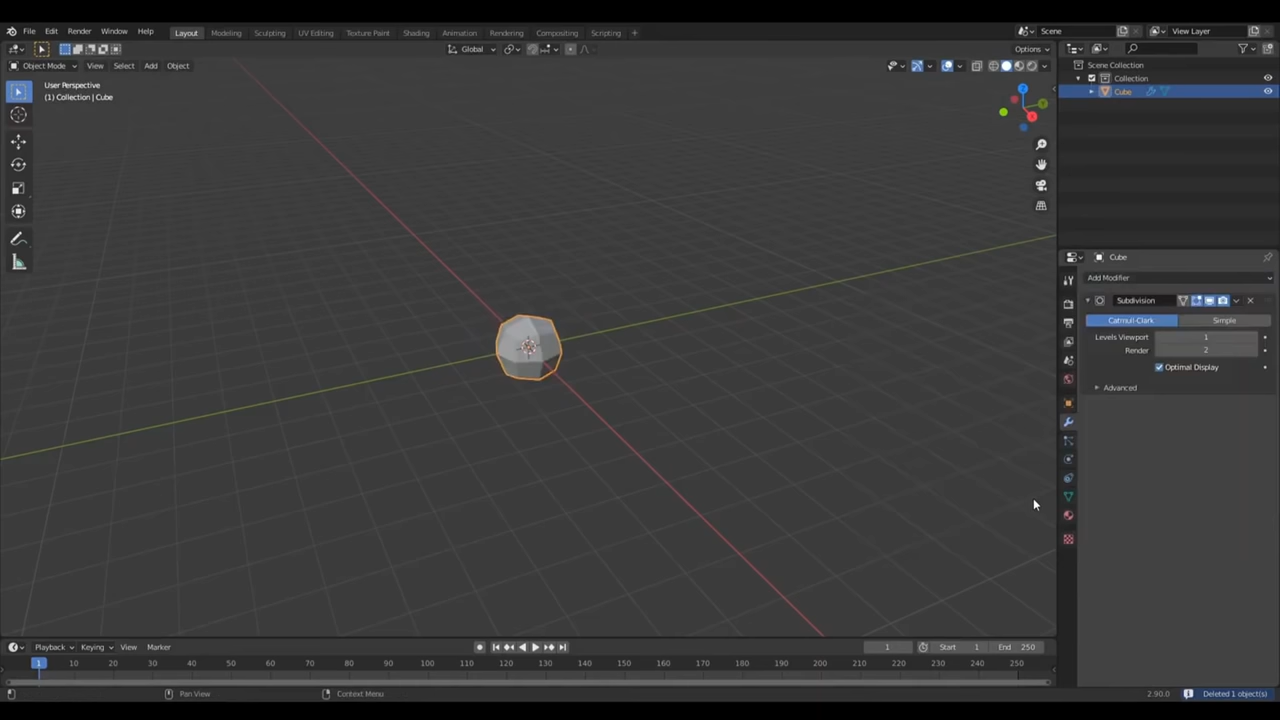 File Edit Render Window Help Layout Modeling Sculpting UV Editing Texture Paint Shading Animation Rendering Compositing Scripting + Scene View Layer
Global Options
Object Mode View Select Add Object
User Perspective
(1) Collection | Cube
Scene Collection
Collection
Cube
X
Y
Z
Cube
Add Modifier
Subdivision
Catmull-Clark Simple
Levels Viewport 1
Render 2
Optimal Display
Advanced
Playback Keying View Marker 1 Start 1 End 250
1 10 20 30 40 50 60 70 80 90 100 110 120 130 140 150 160 170 180 190 200 210 220 230 240 250
Pan View Context Menu 2.90.0 Deleted 1 object(s)